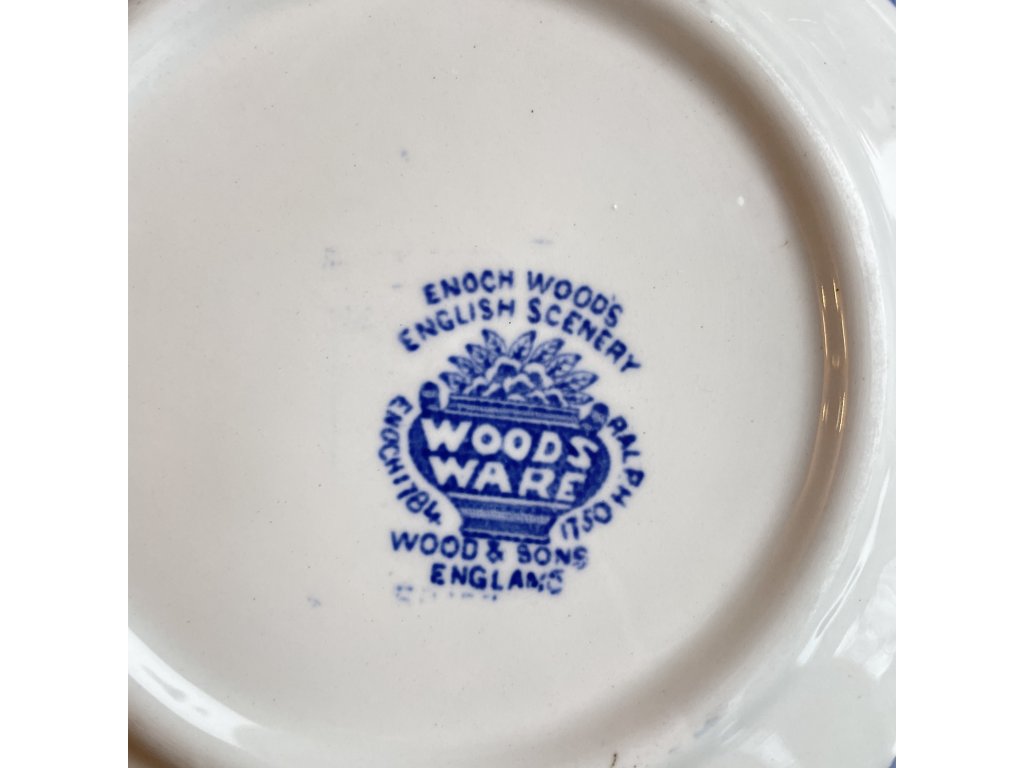 ENOCH WOOD'S
ENGLISH SCENERY
ENOCH 1784
RALPH 1750
WOODS
WARE
WOOD & SONS
ENGLAND